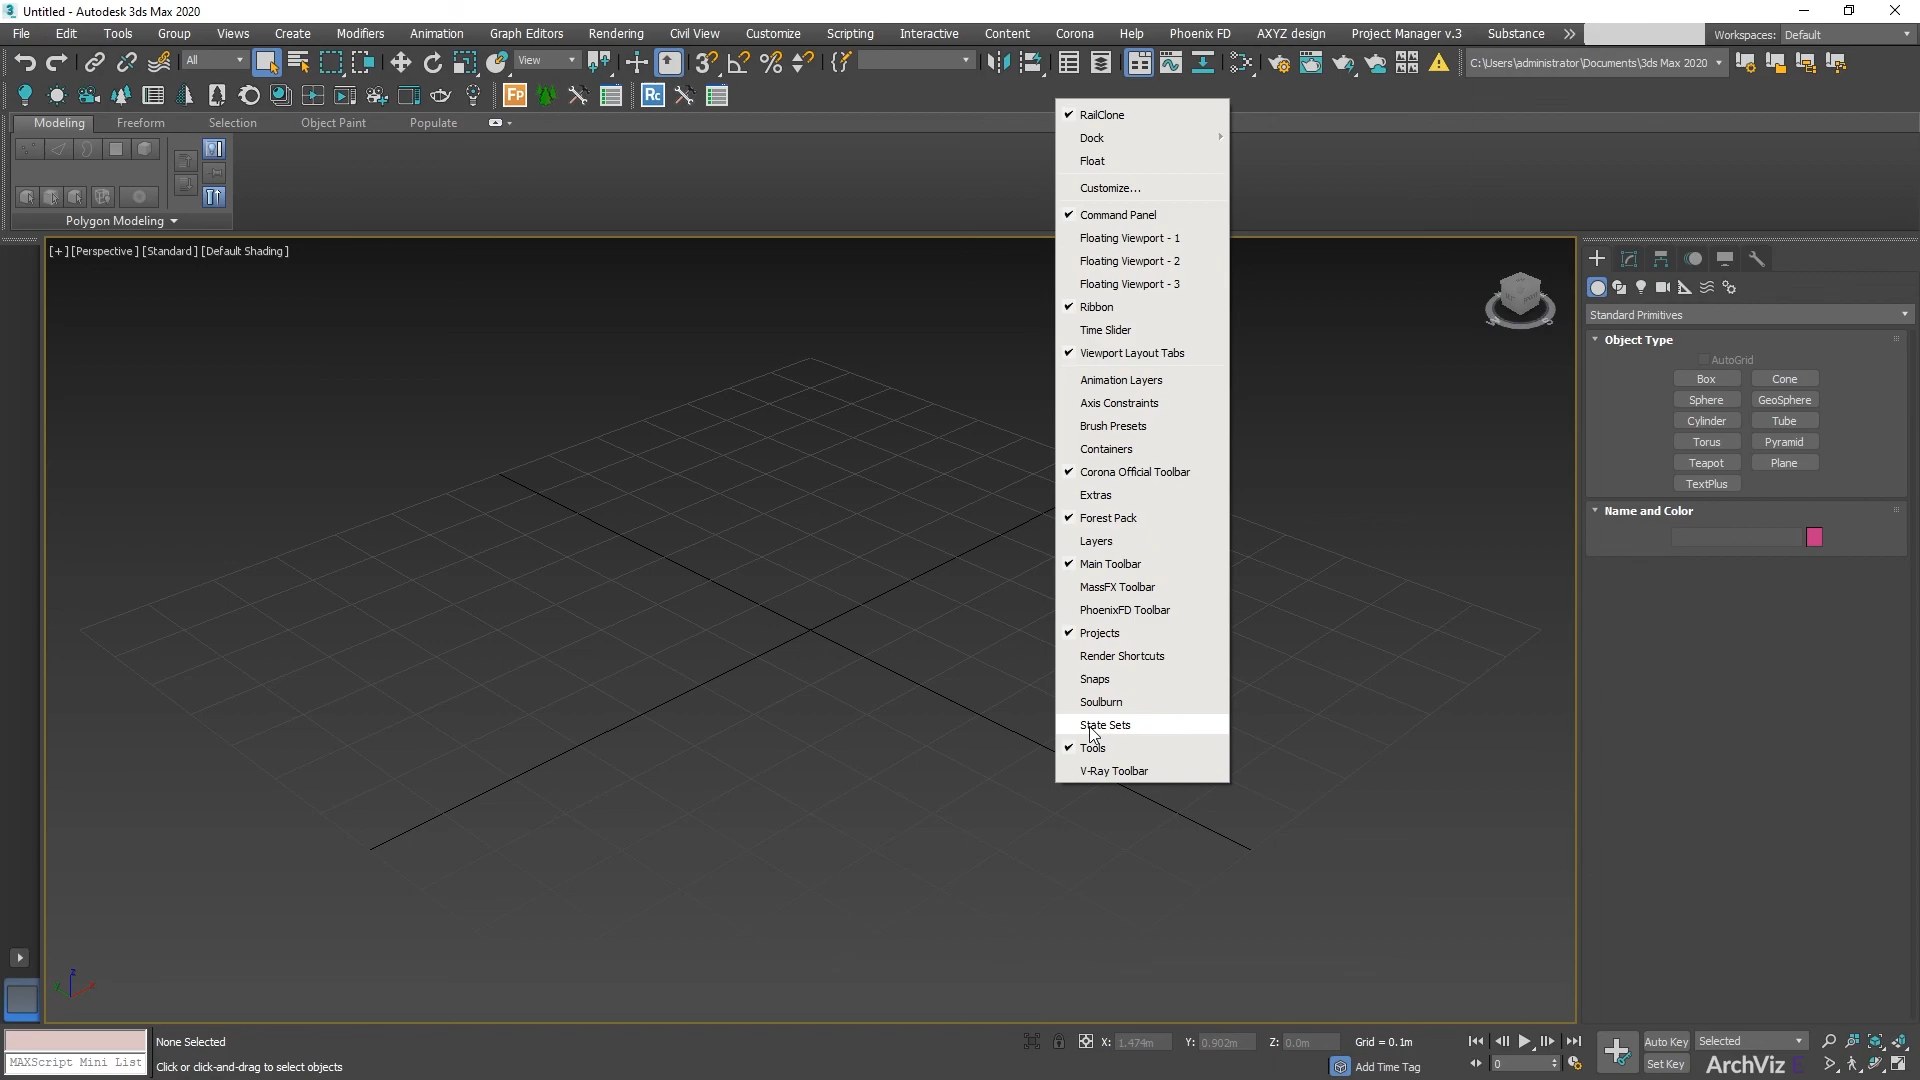 Untitled - Autodesk 3ds Max 2020
File Edit Tools Group Views Create Modifiers Animation Graph Editors Rendering Civil View Customize Scripting Interactive Content Corona Help Phoenix FD AXYZ design Project Manager v.3 Substance Workspaces: Default
All View C:\Users\administrator\Documents\3ds Max 2020
FP Rc
Modeling Freeform Selection Object Paint Populate
Polygon Modeling
[+] [Perspective] [Standard] [Default Shading]
RailClone
Dock
Float
Customize...
Command Panel
Floating Viewport - 1
Floating Viewport - 2
Floating Viewport - 3
Ribbon
Time Slider
Viewport Layout Tabs
Animation Layers
Axis Constraints
Brush Presets
Containers
Corona Official Toolbar
Extras
Forest Pack
Layers
Main Toolbar
MassFX Toolbar
PhoenixFD Toolbar
Projects
Render Shortcuts
Snaps
Soulburn
State Sets
Tools
V-Ray Toolbar
Standard Primitives
Object Type
AutoGrid
Box Cone
Sphere GeoSphere
Cylinder Tube
Torus Pyramid
Teapot Plane
TextPlus
Name and Color
z
x
y
None Selected
X: 1.474m Y: 0.902m Z: 0.0m Grid = 0.1m
Auto Key Selected
MAXScript Mini List
Click or click-and-drag to select objects
Add Time Tag
0
Set Key
ArchViz E